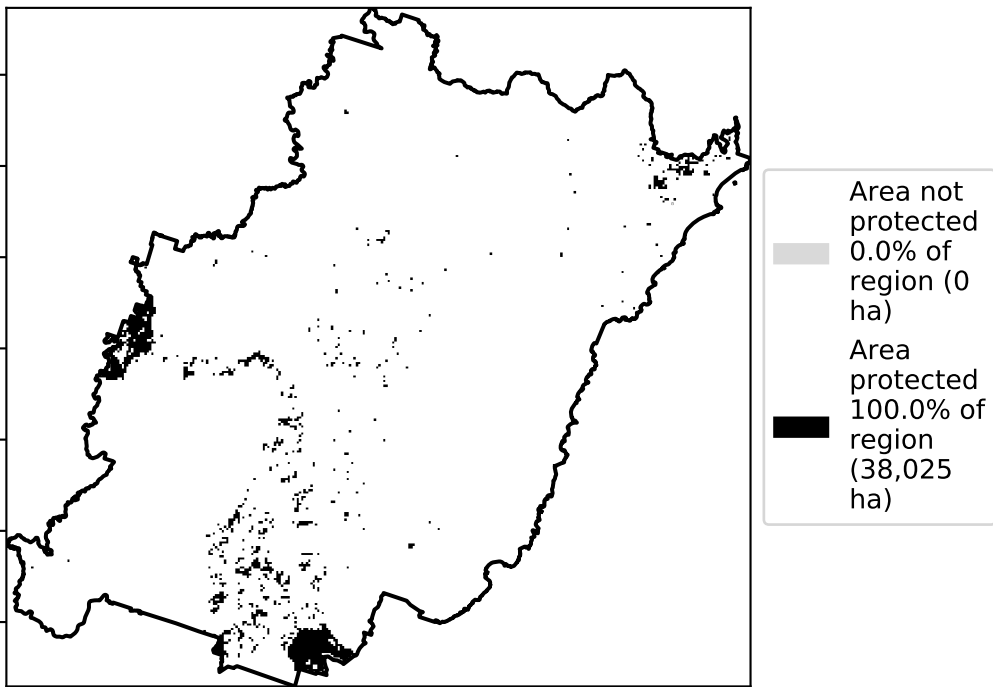 Area not
protected
0.0% of
region (0
ha)
Area
protected
100.0% of
region
(38,025
ha)